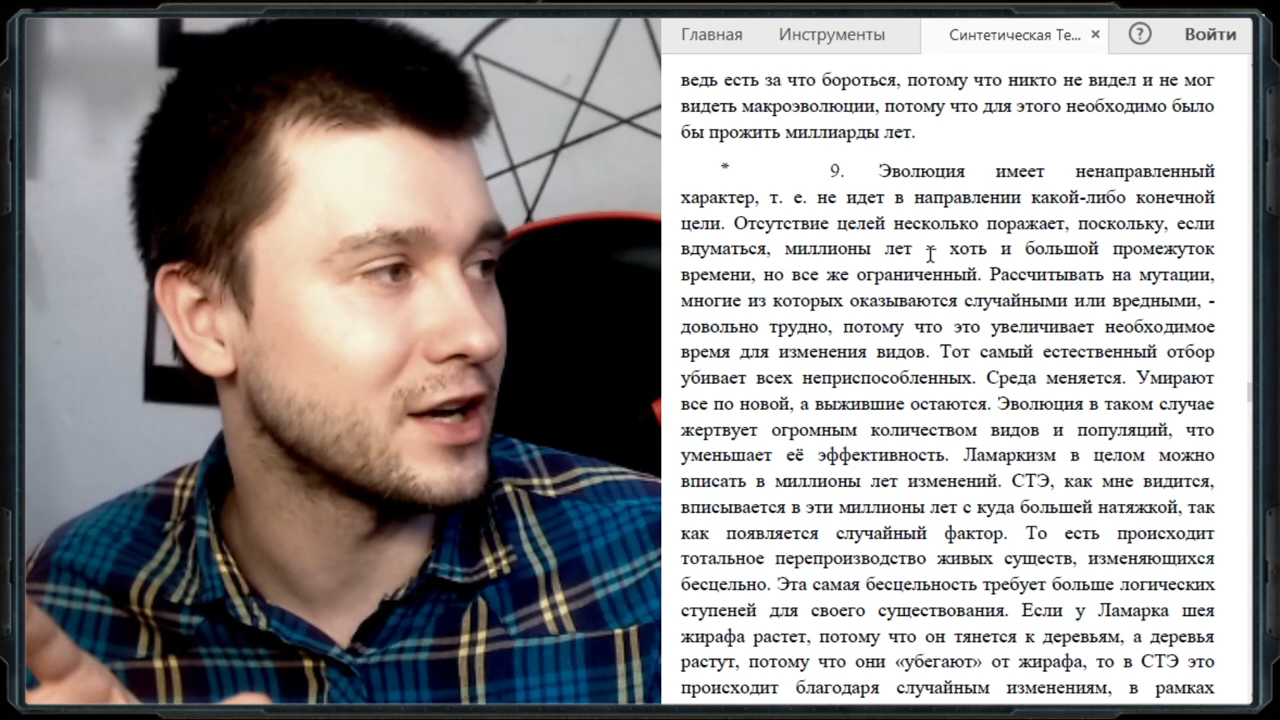 Главная Инструменты Синтетическая Те... × ? Войти
ведь есть за что бороться, потому что никто не видел и не мог
видеть макроэволюции, потому что для этого необходимо было
бы прожить миллиарды лет.
* 9. Эволюция имеет ненаправленный
характер, т. е. не идет в направлении какой-либо конечной
цели. Отсутствие целей несколько поражает, поскольку, если
вдуматься, миллионы лет - хоть и большой промежуток
времени, но все же ограниченный. Рассчитывать на мутации,
многие из которых оказываются случайными или вредными, -
довольно трудно, потому что это увеличивает необходимое
время для изменения видов. Тот самый естественный отбор
убивает всех неприспособленных. Среда меняется. Умирают
все по новой, а выжившие остаются. Эволюция в таком случае
жертвует огромным количеством видов и популяций, что
уменьшает её эффективность. Ламаркизм в целом можно
вписать в миллионы лет изменений. СТЭ, как мне видится,
вписывается в эти миллионы лет с куда большей натяжкой, так
как появляется случайный фактор. То есть происходит
тотальное перепроизводство живых существ, изменяющихся
бесцельно. Эта самая бесцельность требует больше логических
ступеней для своего существования. Если у Ламарка шея
жирафа растет, потому что он тянется к деревьям, а деревья
растут, потому что они «убегают» от жирафа, то в СТЭ это
происходит благодаря случайным изменениям, в рамках